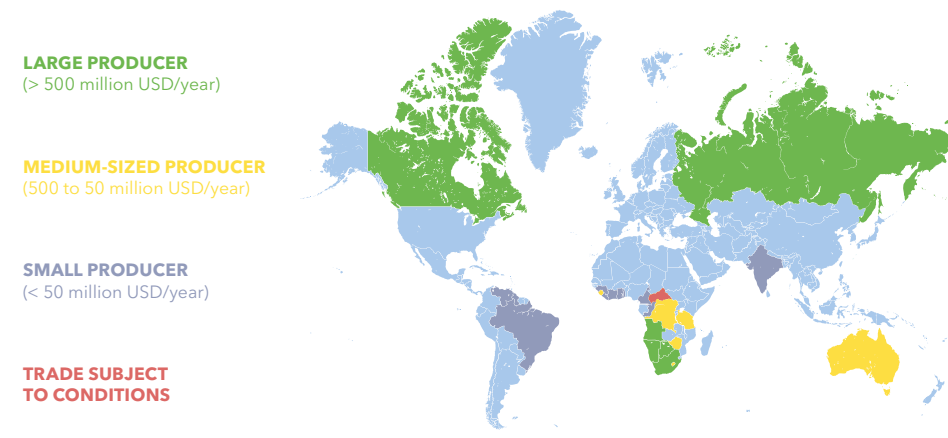 LARGE PRODUCER
(> 500 million USD/year)
MEDIUM-SIZED PRODUCER
(500 to 50 million USD/year)
SMALL PRODUCER
(< 50 million USD/year)
TRADE SUBJECT
TO CONDITIONS